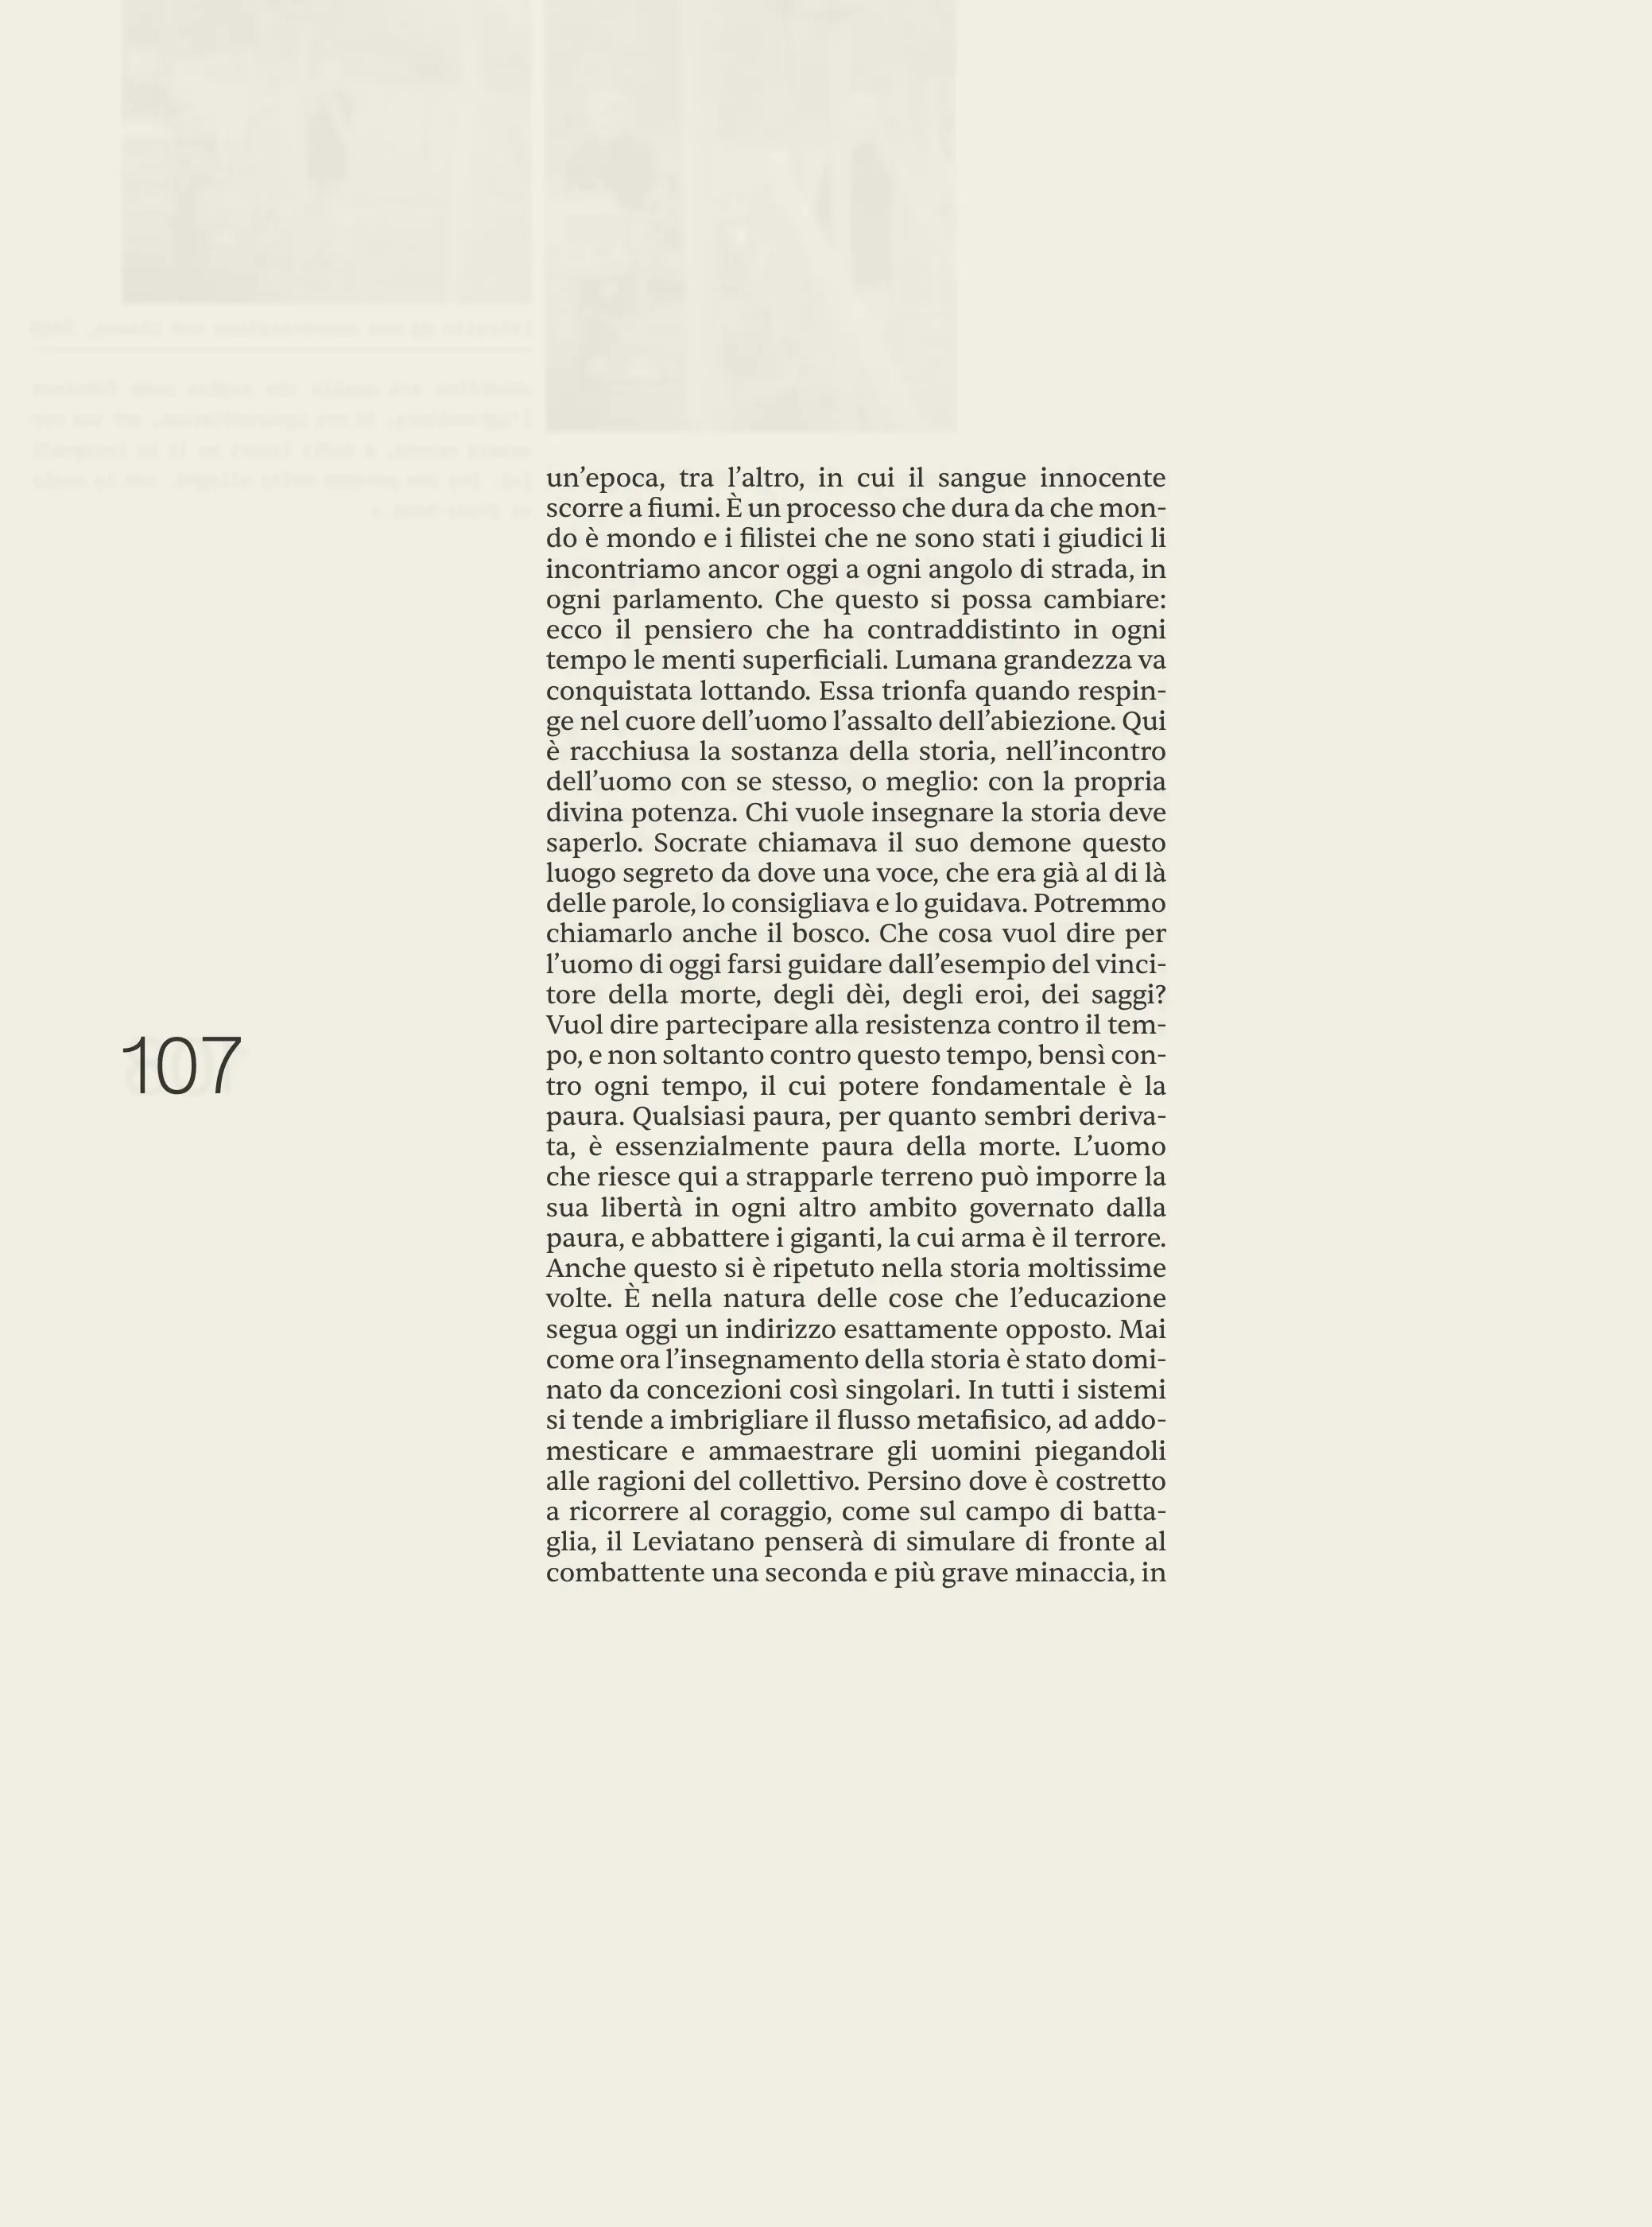 un’epoca, tra l’altro, in cui il sangue innocente
scorre a fiumi. È un processo che dura da che mon-
do è mondo e i filistei che ne sono stati i giudici li
incontriamo ancor oggi a ogni angolo di strada, in
ogni parlamento. Che questo si possa cambiare:
ecco il pensiero che ha contraddistinto in ogni
tempo le menti superficiali. Lumana grandezza va
conquistata lottando. Essa trionfa quando respin-
ge nel cuore dell’uomo l’assalto dell’abiezione. Qui
è racchiusa la sostanza della storia, nell’incontro
dell’uomo con se stesso, o meglio: con la propria
divina potenza. Chi vuole insegnare la storia deve
saperlo. Socrate chiamava il suo demone questo
luogo segreto da dove una voce, che era già al di là
delle parole, lo consigliava e lo guidava. Potremmo
chiamarlo anche il bosco. Che cosa vuol dire per
l’uomo di oggi farsi guidare dall’esempio del vinci-
tore della morte, degli dèi, degli eroi, dei saggi?
Vuol dire partecipare alla resistenza contro il tem-
po, e non soltanto contro questo tempo, bensì con-
tro ogni tempo, il cui potere fondamentale è la
paura. Qualsiasi paura, per quanto sembri deriva-
ta, è essenzialmente paura della morte. L’uomo
che riesce qui a strapparle terreno può imporre la
sua libertà in ogni altro ambito governato dalla
paura, e abbattere i giganti, la cui arma è il terrore.
Anche questo si è ripetuto nella storia moltissime
volte. È nella natura delle cose che l’educazione
segua oggi un indirizzo esattamente opposto. Mai
come ora l’insegnamento della storia è stato domi-
nato da concezioni così singolari. In tutti i sistemi
si tende a imbrigliare il flusso metafisico, ad addo-
mesticare e ammaestrare gli uomini piegandoli
alle ragioni del collettivo. Persino dove è costretto
a ricorrere al coraggio, come sul campo di batta-
glia, il Leviatano penserà di simulare di fronte al
combattente una seconda e più grave minaccia, in
107